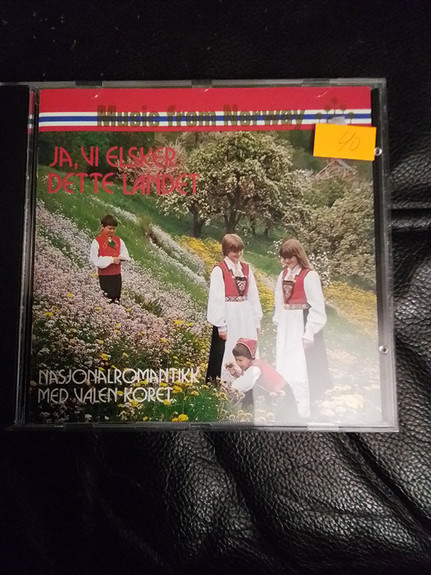 Music from Norway
40
JA, VI ELSKER
DETTE LANDET
NASJONALROMANTIKK
MED VALEN-KORET